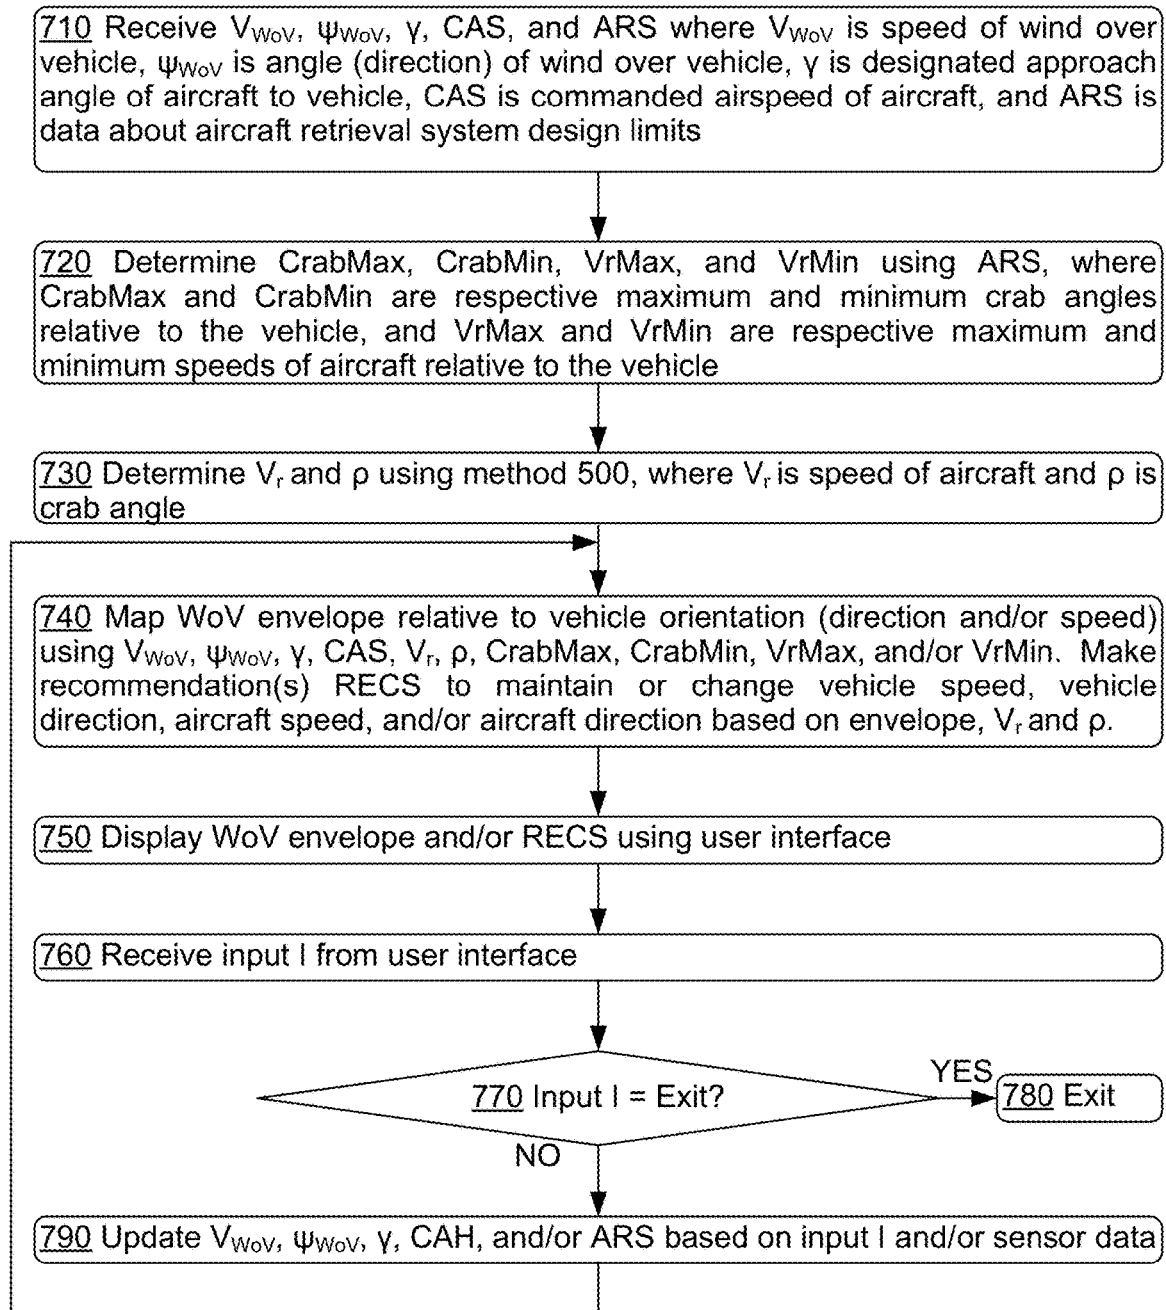 710 Receive VWoV, ψWoV, γ, CAS, and ARS where VWoV is speed of wind over
vehicle, ψWoV is angle (direction) of wind over vehicle, γ is designated approach
angle of aircraft to vehicle, CAS is commanded airspeed of aircraft, and ARS is
data about aircraft retrieval system design limits
720 Determine CrabMax, CrabMin, VrMax, and VrMin using ARS, where
CrabMax and CrabMin are respective maximum and minimum crab angles
relative to the vehicle, and VrMax and VrMin are respective maximum and
minimum speeds of aircraft relative to the vehicle
730 Determine Vr and ρ using method 500, where Vr is speed of aircraft and ρ is
crab angle
740 Map WoV envelope relative to vehicle orientation (direction and/or speed)
using VWoV, ψWoV, γ, CAS, Vr, ρ, CrabMax, CrabMin, VrMax, and/or VrMin. Make
recommendation(s) RECS to maintain or change vehicle speed, vehicle
direction, aircraft speed, and/or aircraft direction based on envelope, Vr and ρ.
750 Display WoV envelope and/or RECS using user interface
760 Receive input I from user interface
770 Input I = Exit?
YES
780 Exit
NO
790 Update VWoV, ψWoV, γ, CAH, and/or ARS based on input I and/or sensor data